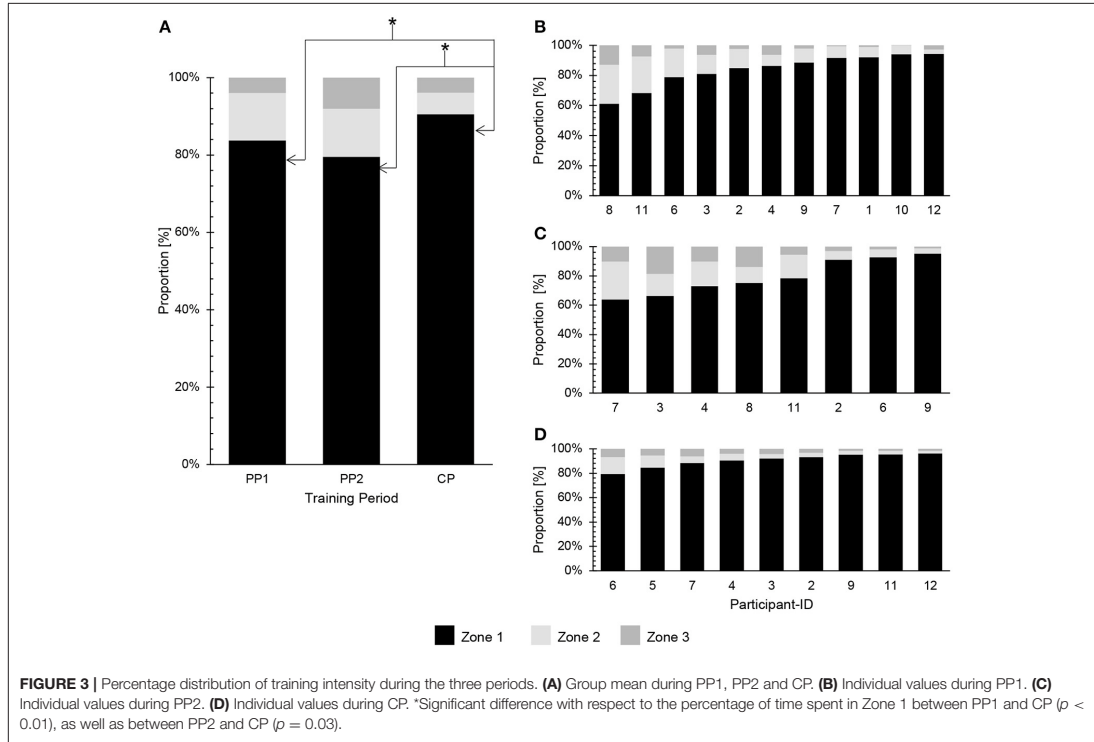 A
*
*
100%
80%
60%
40%
20%
0%
Proportion [%]
PP1 PP2 CP
Training Period
B
100%
80%
60%
40%
20%
0%
Proportion [%]
8 11 6 3 2 4 9 7 1 10 12
C
100%
80%
60%
40%
20%
0%
Proportion [%]
7 3 4 8 11 2 6 9
D
100%
80%
60%
40%
20%
0%
Proportion [%]
6 5 7 4 3 2 9 11 12
Participant-ID
Zone 1 Zone 2 Zone 3
FIGURE 3 | Percentage distribution of training intensity during the three periods. (A) Group mean during PP1, PP2 and CP. (B) Individual values during PP1. (C)
Individual values during PP2. (D) Individual values during CP. *Significant difference with respect to the percentage of time spent in Zone 1 between PP1 and CP (p <
0.01), as well as between PP2 and CP (p = 0.03).